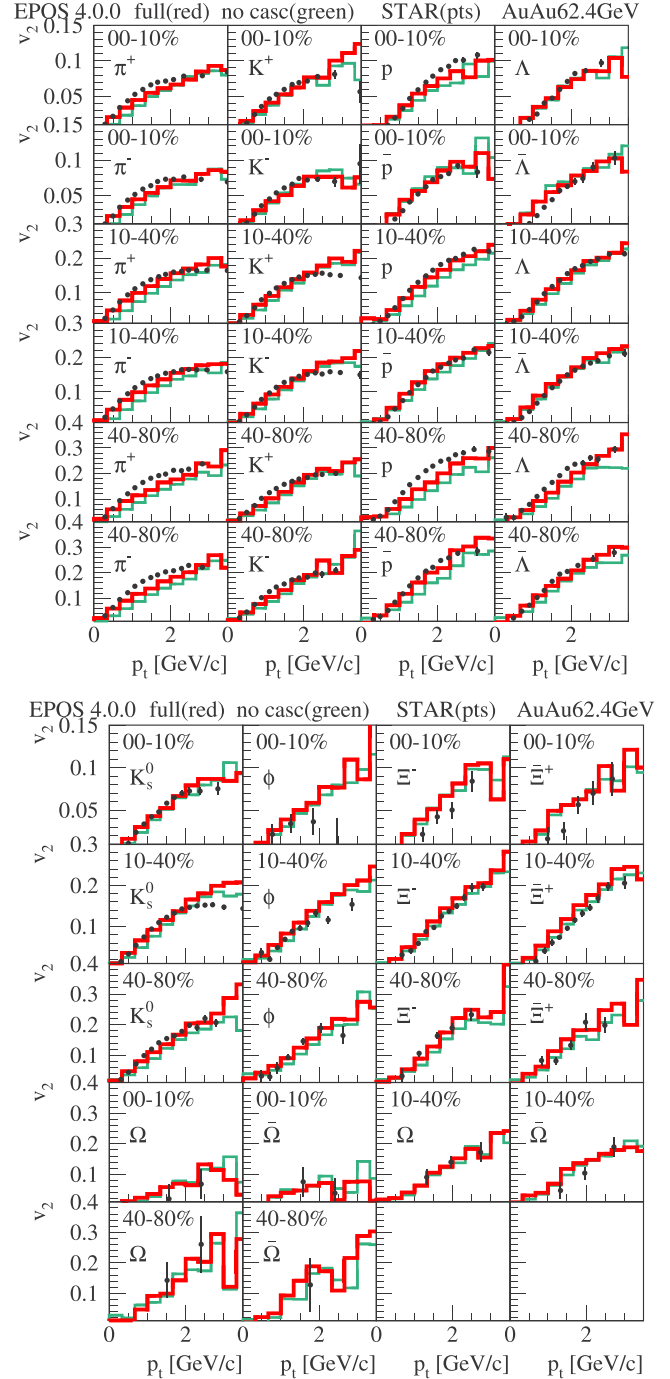 EPOS 4.0.0 full(red) no casc(green) STAR(pts) AuAu62.4GeV
v₂ 0.15 00-10% 00-10% 00-10% 00-10%
0.1 π⁺ K⁺ p Λ
0.05
v₂ 0.15 00-10% 00-10% 00-10% 00-10%
0.1 π⁻ K⁻ p̄ Λ̄
0.05
v₂ 0.3 10-40% 10-40% 10-40% 10-40%
0.2 π⁺ K⁺ p Λ
0.1
v₂ 0.3 10-40% 10-40% 10-40% 10-40%
0.2 π⁻ K⁻ p̄ Λ̄
0.1
v₂ 0.4 40-80% 40-80% 40-80% 40-80%
0.3 π⁺ K⁺ p Λ
0.2
0.1
v₂ 0.4 40-80% 40-80% 40-80% 40-80%
0.3 π⁻ K⁻ p̄ Λ̄
0.2
0.1
0 2 0 2 0 2 0 2
pₜ [GeV/c] pₜ [GeV/c] pₜ [GeV/c] pₜ [GeV/c]
EPOS 4.0.0 full(red) no casc(green) STAR(pts) AuAu62.4GeV
v₂ 0.15 00-10% 00-10% 00-10% 00-10%
0.1 K⁰ₛ ϕ Ξ⁻ Ξ̄⁺
0.05
v₂ 0.3 10-40% 10-40% 10-40% 10-40%
0.2 K⁰ₛ ϕ Ξ⁻ Ξ̄⁺
0.1
v₂ 0.4 40-80% 40-80% 40-80% 40-80%
0.3 K⁰ₛ ϕ Ξ⁻ Ξ̄⁺
0.2
0.1
v₂ 0.4 00-10% 00-10% 10-40% 10-40%
0.3 Ω Ω̄ Ω Ω̄
0.2
0.1
v₂ 0.4 40-80% 40-80%
0.3 Ω Ω̄
0.2
0.1
0 2 0 2 0 2 0 2
pₜ [GeV/c] pₜ [GeV/c] pₜ [GeV/c] pₜ [GeV/c]